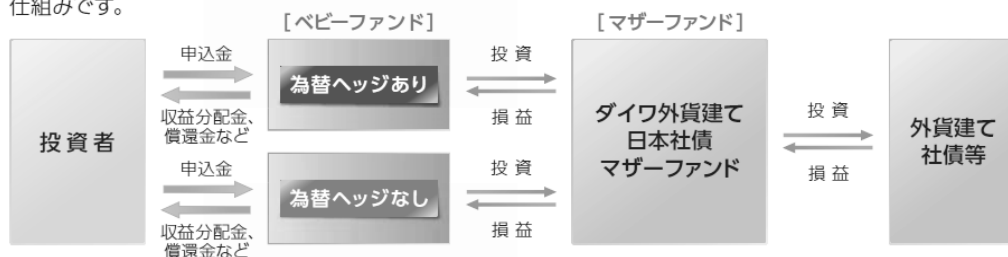 仕組みです。
[ベビーファンド]
[マザーファンド]
投資者
申込金
収益分配金、
償還金など
為替ヘッジあり
投資
損益
申込金
収益分配金、
償還金など
為替ヘッジなし
投資
損益
ダイワ外貨建て
日本社債
マザーファンド
投資
損益
外貨建て
社債等